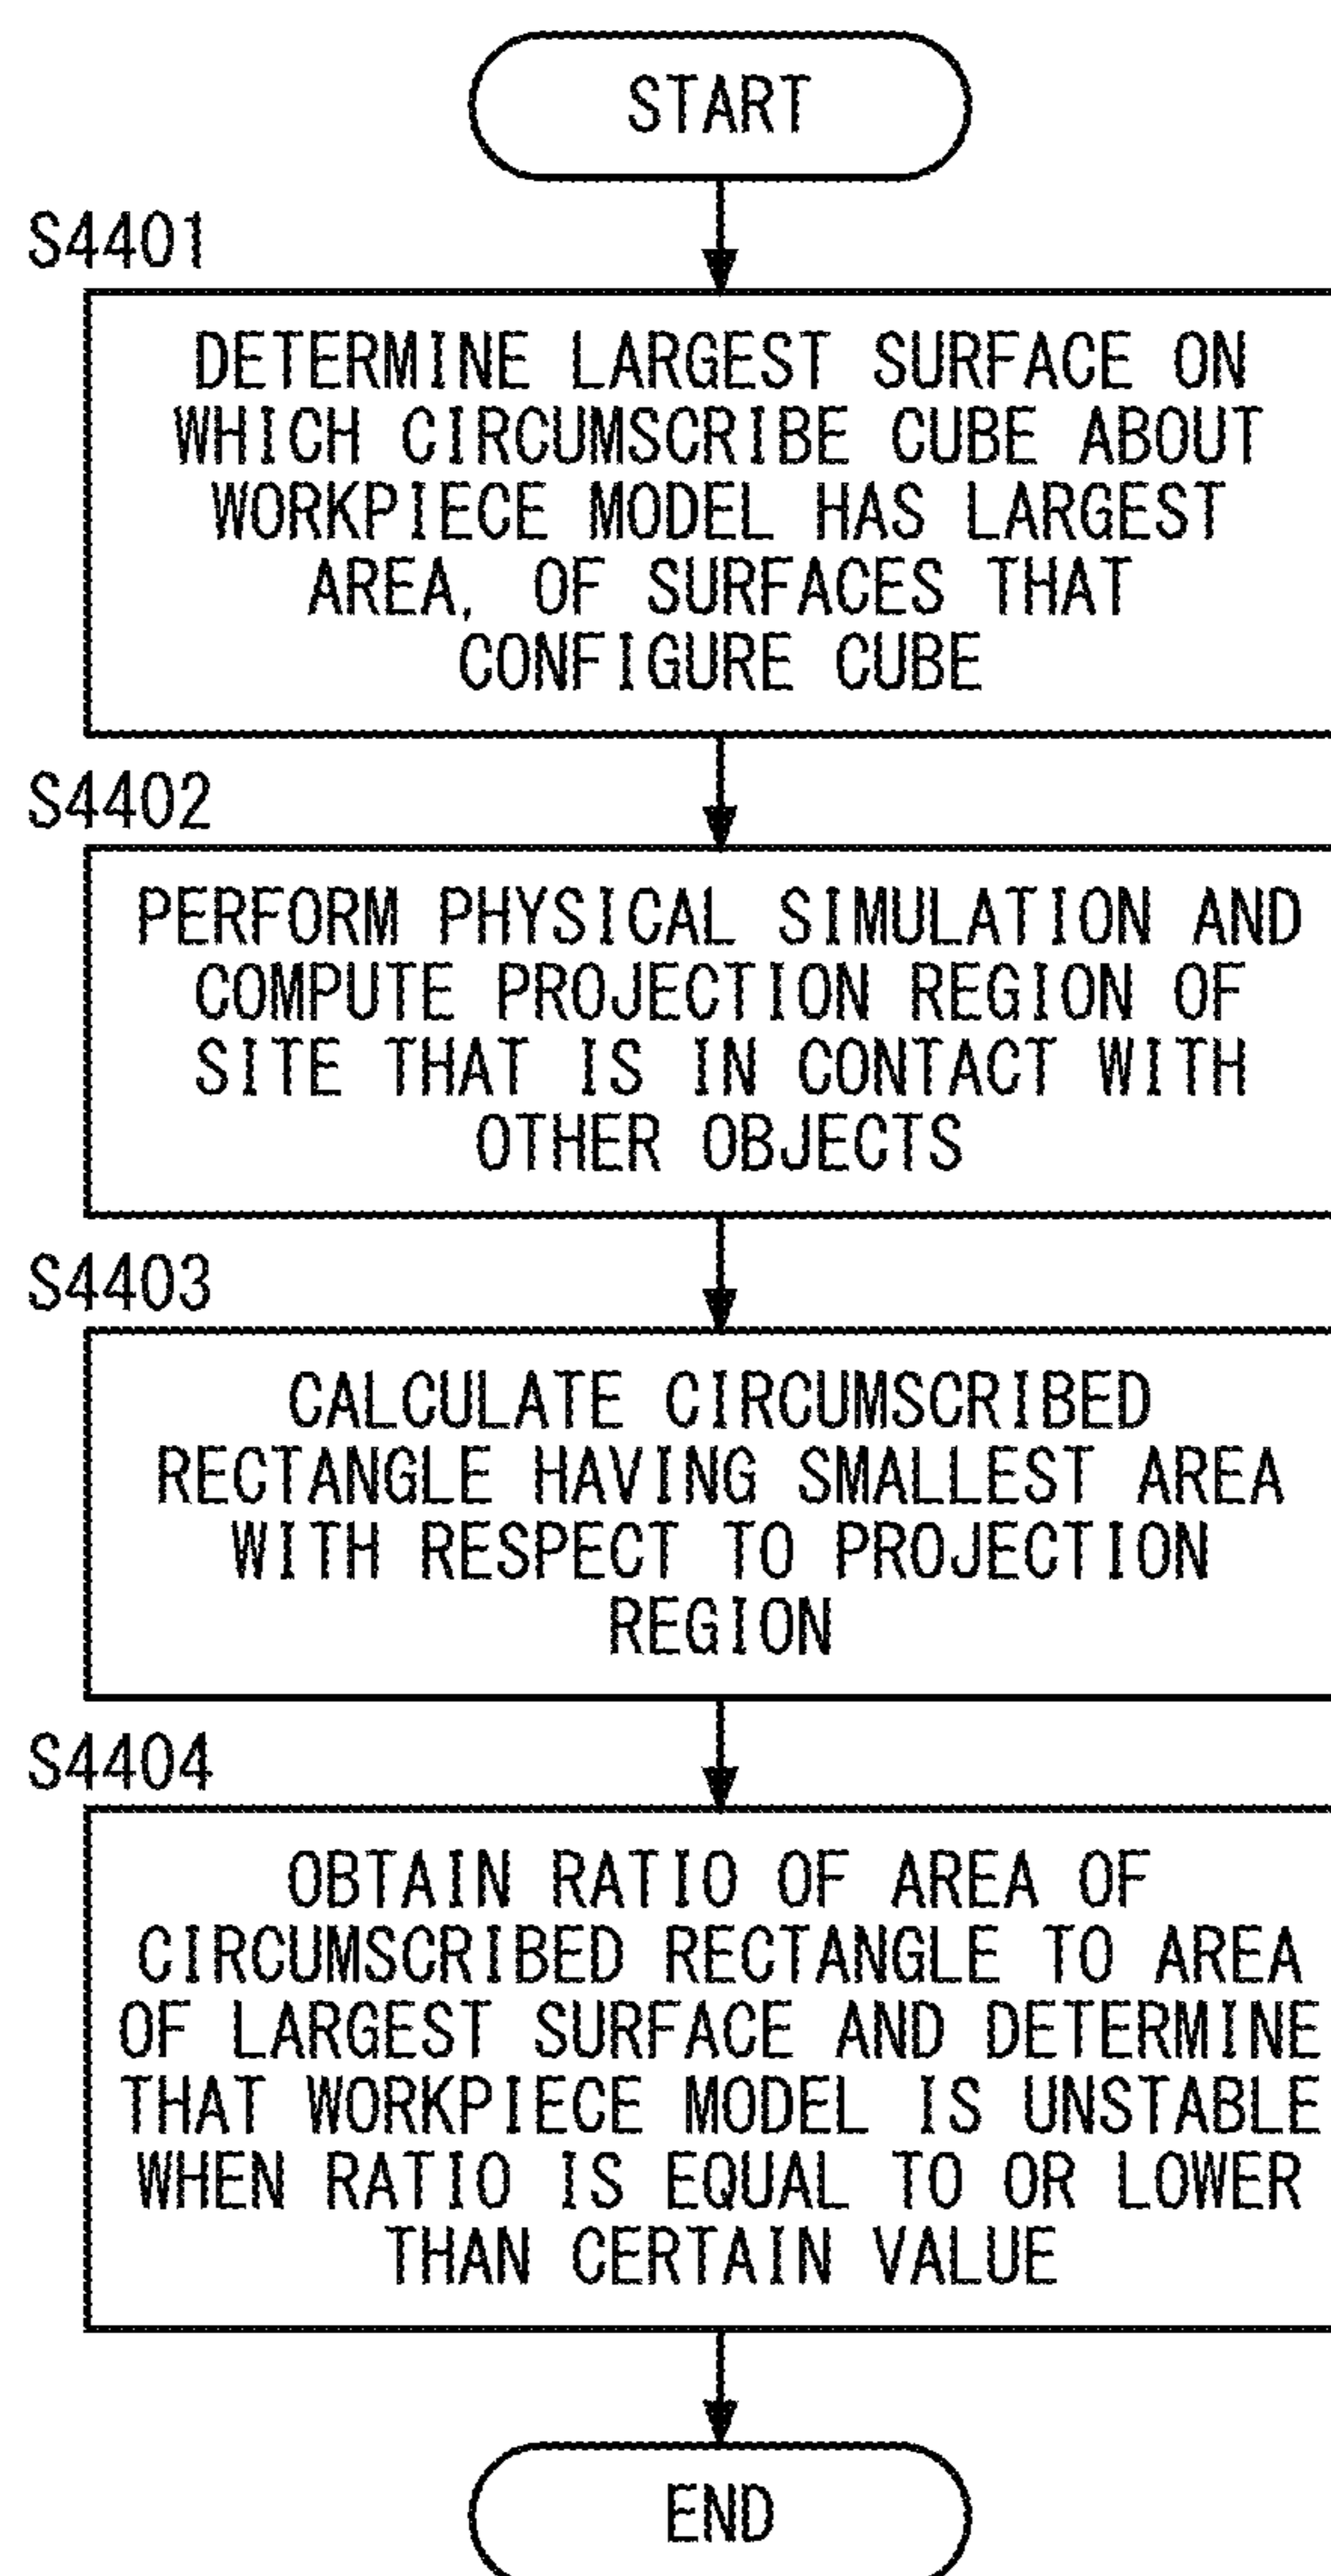 START
S4401
DETERMINE LARGEST SURFACE ON
WHICH CIRCUMSCRIBE CUBE ABOUT
WORKPIECE MODEL HAS LARGEST
AREA, OF SURFACES THAT
CONFIGURE CUBE
S4402
PERFORM PHYSICAL SIMULATION AND
COMPUTE PROJECTION REGION OF
SITE THAT IS IN CONTACT WITH
OTHER OBJECTS
S4403
CALCULATE CIRCUMSCRIBED
RECTANGLE HAVING SMALLEST AREA
WITH RESPECT TO PROJECTION
REGION
S4404
OBTAIN RATIO OF AREA OF
CIRCUMSCRIBED RECTANGLE TO AREA
OF LARGEST SURFACE AND DETERMINE
THAT WORKPIECE MODEL IS UNSTABLE
WHEN RATIO IS EQUAL TO OR LOWER
THAN CERTAIN VALUE
END